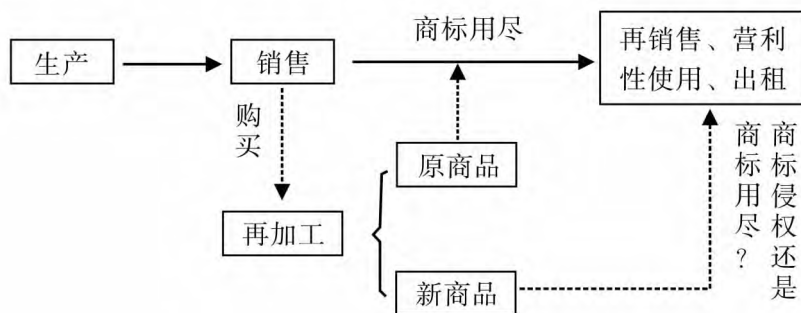 商标用尽
生产
销售
再销售、营利
性使用、出租
购买
原商品
再加工
新商品
商标侵权还是
商标用尽？